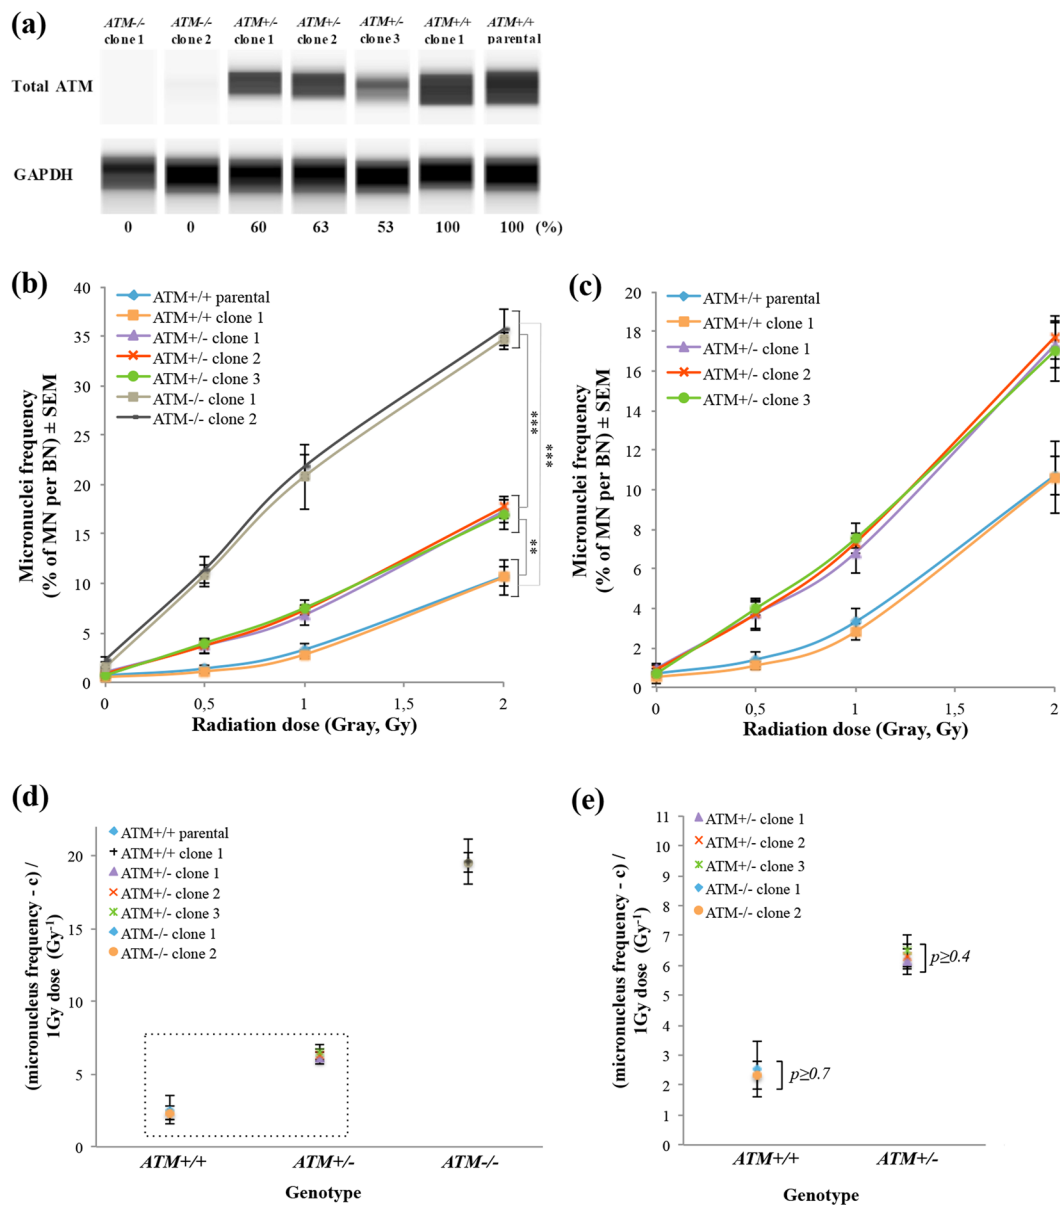 (a)
ATM-/- clone 1
ATM-/- clone 2
ATM+/- clone 1
ATM+/- clone 2
ATM+/- clone 3
ATM+/+ clone 1
ATM+/+ parental
Total ATM
GAPDH
0 0 60 63 53 100 100 (%)
(b)
Micronuclei frequency
(% of MN per BN) ± SEM
40
35
30
25
20
15
10
5
0
ATM+/+ parental
ATM+/+ clone 1
ATM+/- clone 1
ATM+/- clone 2
ATM+/- clone 3
ATM-/- clone 1
ATM-/- clone 2
***
***
**
0 0,5 1 1,5 2
Radiation dose (Gray, Gy)
(c)
Micronuclei frequency
(% of MN per BN) ± SEM
20
18
16
14
12
10
8
6
4
2
0
ATM+/+ parental
ATM+/+ clone 1
ATM+/- clone 1
ATM+/- clone 2
ATM+/- clone 3
0 0,5 1 1,5 2
Radiation dose (Gray, Gy)
(d)
(micronucleus frequency - c) /
1Gy dose (Gy-1)
20
15
10
5
0
ATM+/+ parental
ATM+/+ clone 1
ATM+/- clone 1
ATM+/- clone 2
ATM+/- clone 3
ATM-/- clone 1
ATM-/- clone 2
ATM+/+ ATM+/- ATM-/-
Genotype
(e)
(micronucleus frequency - c) /
1Gy dose (Gy-1)
11
10
9
8
7
6
5
4
3
2
1
0
ATM+/- clone 1
ATM+/- clone 2
ATM+/- clone 3
ATM-/- clone 1
ATM-/- clone 2
p≥0.4
p≥0.7
ATM+/+ ATM+/-
Genotype